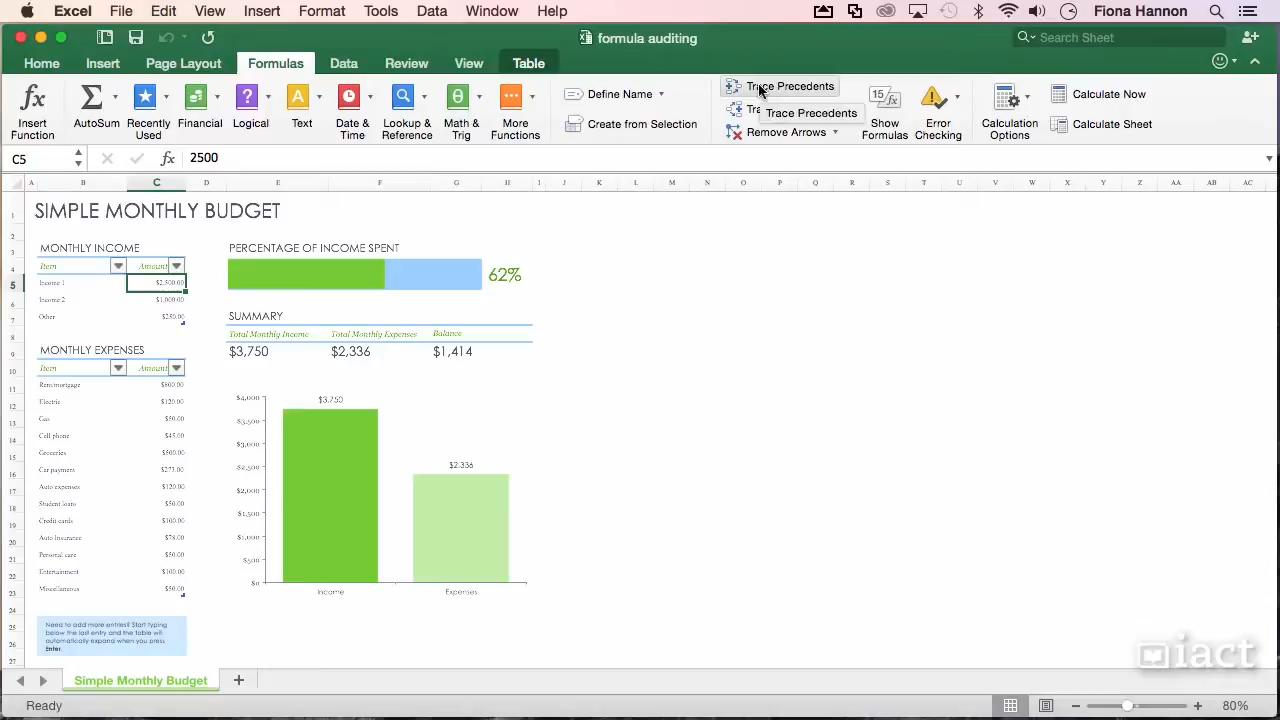 Excel File Edit View Insert Format Tools Data Window Help Fiona Hannon
formula auditing
Search Sheet
Home Insert Page Layout Formulas Data Review View Table
Insert Function
AutoSum
Recently Used
Financial
Logical
Text
Date & Time
Lookup & Reference
Math & Trig
More Functions
Define Name
Create from Selection
Trace Precedents
Trace Precedents
Remove Arrows
Show Formulas
Error Checking
Calculation Options
Calculate Now
Calculate Sheet
C5 fx 2500
A B C D E F G H I J K L M N O P Q R S T U V W X Y Z AA AB AC
SIMPLE MONTHLY BUDGET
MONTHLY INCOME
Item Amount
Income 1 $2,500.00
Income 2 $1,000.00
Other $250.00
MONTHLY EXPENSES
Item Amount
Rent/mortgage $800.00
Electric $120.00
Gas $50.00
Cell phone $45.00
Groceries $500.00
Car payment $273.00
Auto expenses $120.00
Student loans $50.00
Credit cards $100.00
Auto Insurance $78.00
Personal care $50.00
Entertainment $100.00
Miscellaneous $50.00
Need to add more entries? Start typing
below the last entry and the table will
automatically expand when you press
Enter.
PERCENTAGE OF INCOME SPENT
62%
SUMMARY
Total Monthly Income Total Monthly Expenses Balance
$3,750 $2,336 $1,414
$4,000
$3,500
$3,000
$2,500
$2,000
$1,500
$1,000
$500
$0
$3,750
$2,336
Income Expenses
iact
Simple Monthly Budget
Ready 80%